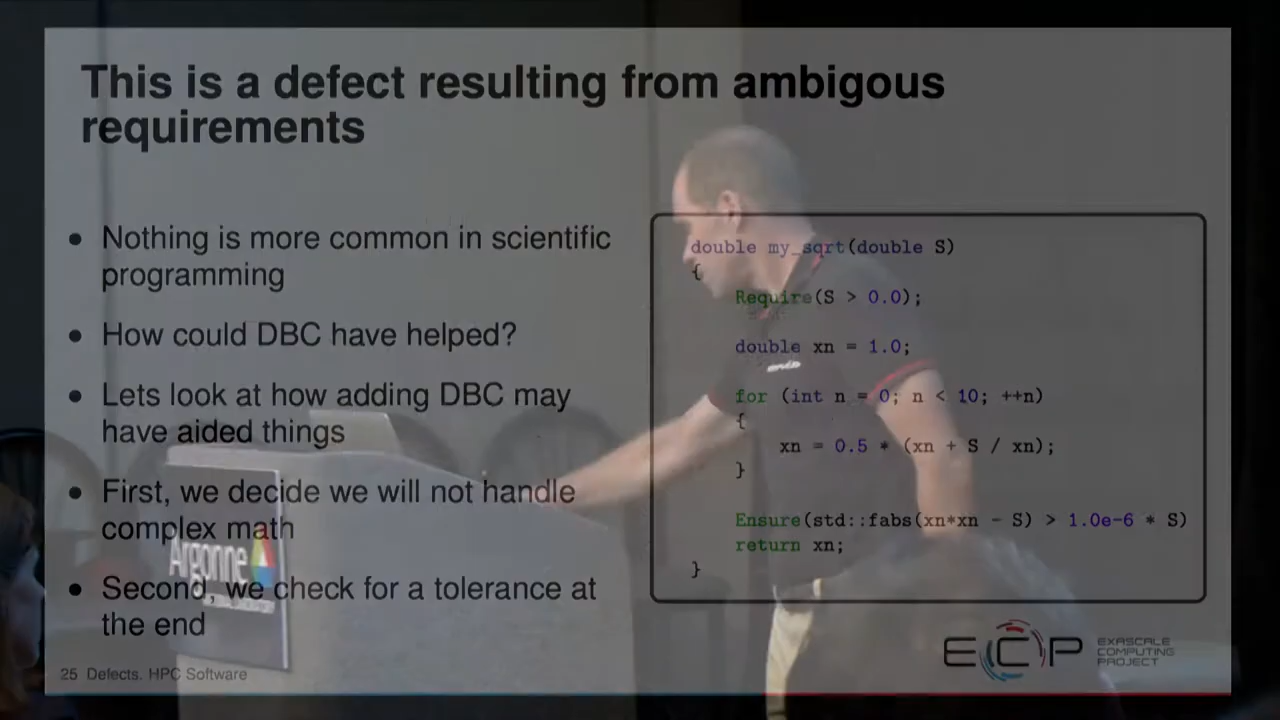 This is a defect resulting from ambigous
requirements
● Nothing is more common in scientific
programming
● How could DBC have helped?
● Lets look at how adding DBC may
have aided things
● First, we decide we will not handle
complex math
● Second, we check for a tolerance at
the end
double my_sqrt(double S)
{
Require(S > 0.0);
double xn = 1.0;
for (int n = 0; n < 10; ++n)
{
xn = 0.5 * (xn + S / xn);
}
Ensure(std::fabs(xn*xn - S) > 1.0e-6 * S)
return xn;
}
Argonne
25 Defects. HPC Software
ECP
EXASCALE
COMPUTING
PROJECT